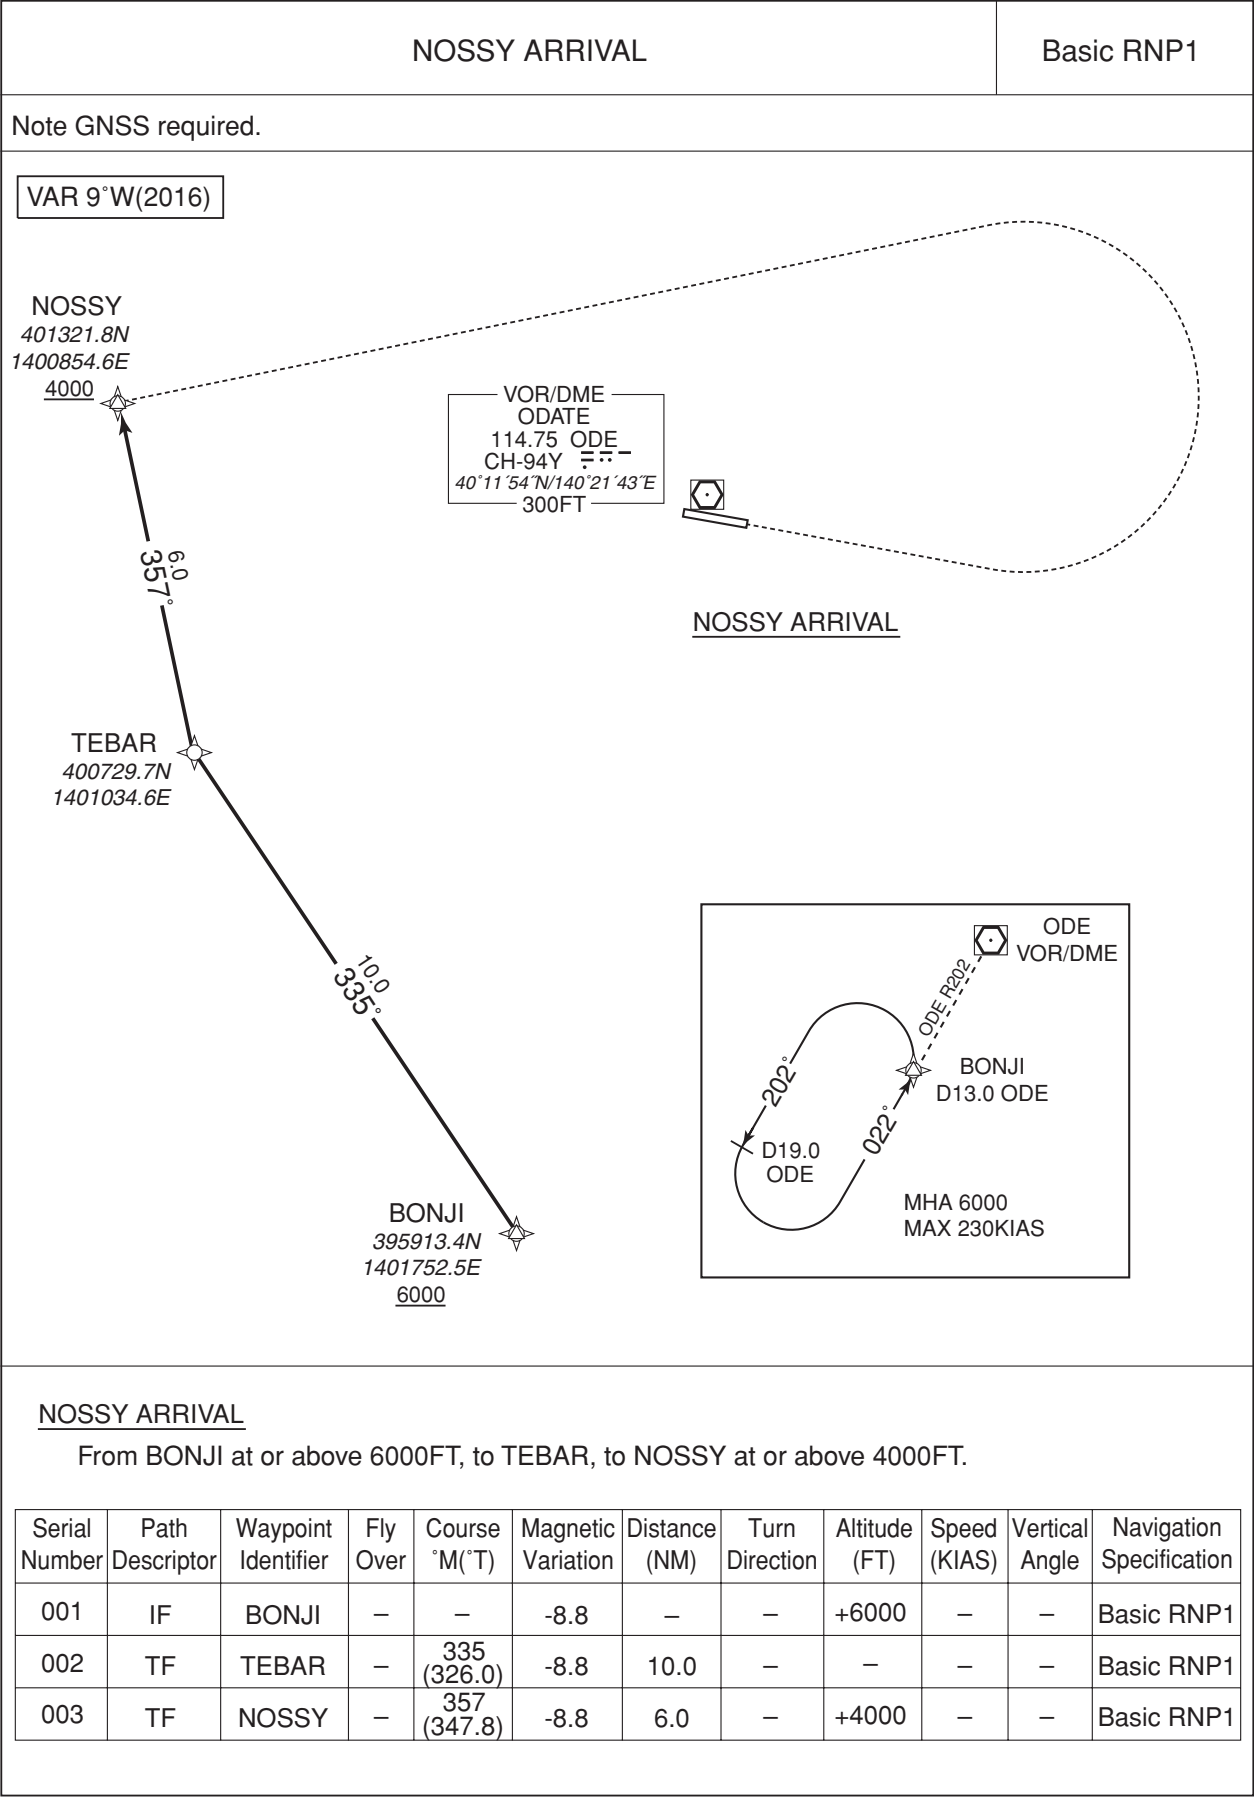 NOSSY ARRIVAL
Basic RNP1
Note GNSS required.
VAR 9˚W(2016)
NOSSY
401321.8N
1400854.6E
4000
VOR/DME
ODATE
114.75 ODE
CH-94Y
40˚11´54˝N/140˚21´43˝E
300FT
6.0
357˚
NOSSY ARRIVAL
TEBAR
400729.7N
1401034.6E
10.0
335˚
BONJI
395913.4N
1401752.5E
6000
ODE
VOR/DME
ODE R202
BONJI
D13.0 ODE
202˚
022˚
D19.0
ODE
MHA 6000
MAX 230KIAS
NOSSY ARRIVAL
From BONJI at or above 6000FT, to TEBAR, to NOSSY at or above 4000FT.
Serial Number Path Descriptor Waypoint Identifier Fly Over Course ˚M(˚T) Magnetic Variation Distance (NM) Turn Direction Altitude (FT) Speed (KIAS) Vertical Angle Navigation Specification
001 IF BONJI – – -8.8 – – +6000 – – Basic RNP1
002 TF TEBAR – 335 (326.0) -8.8 10.0 – – – – Basic RNP1
003 TF NOSSY – 357 (347.8) -8.8 6.0 – +4000 – – Basic RNP1